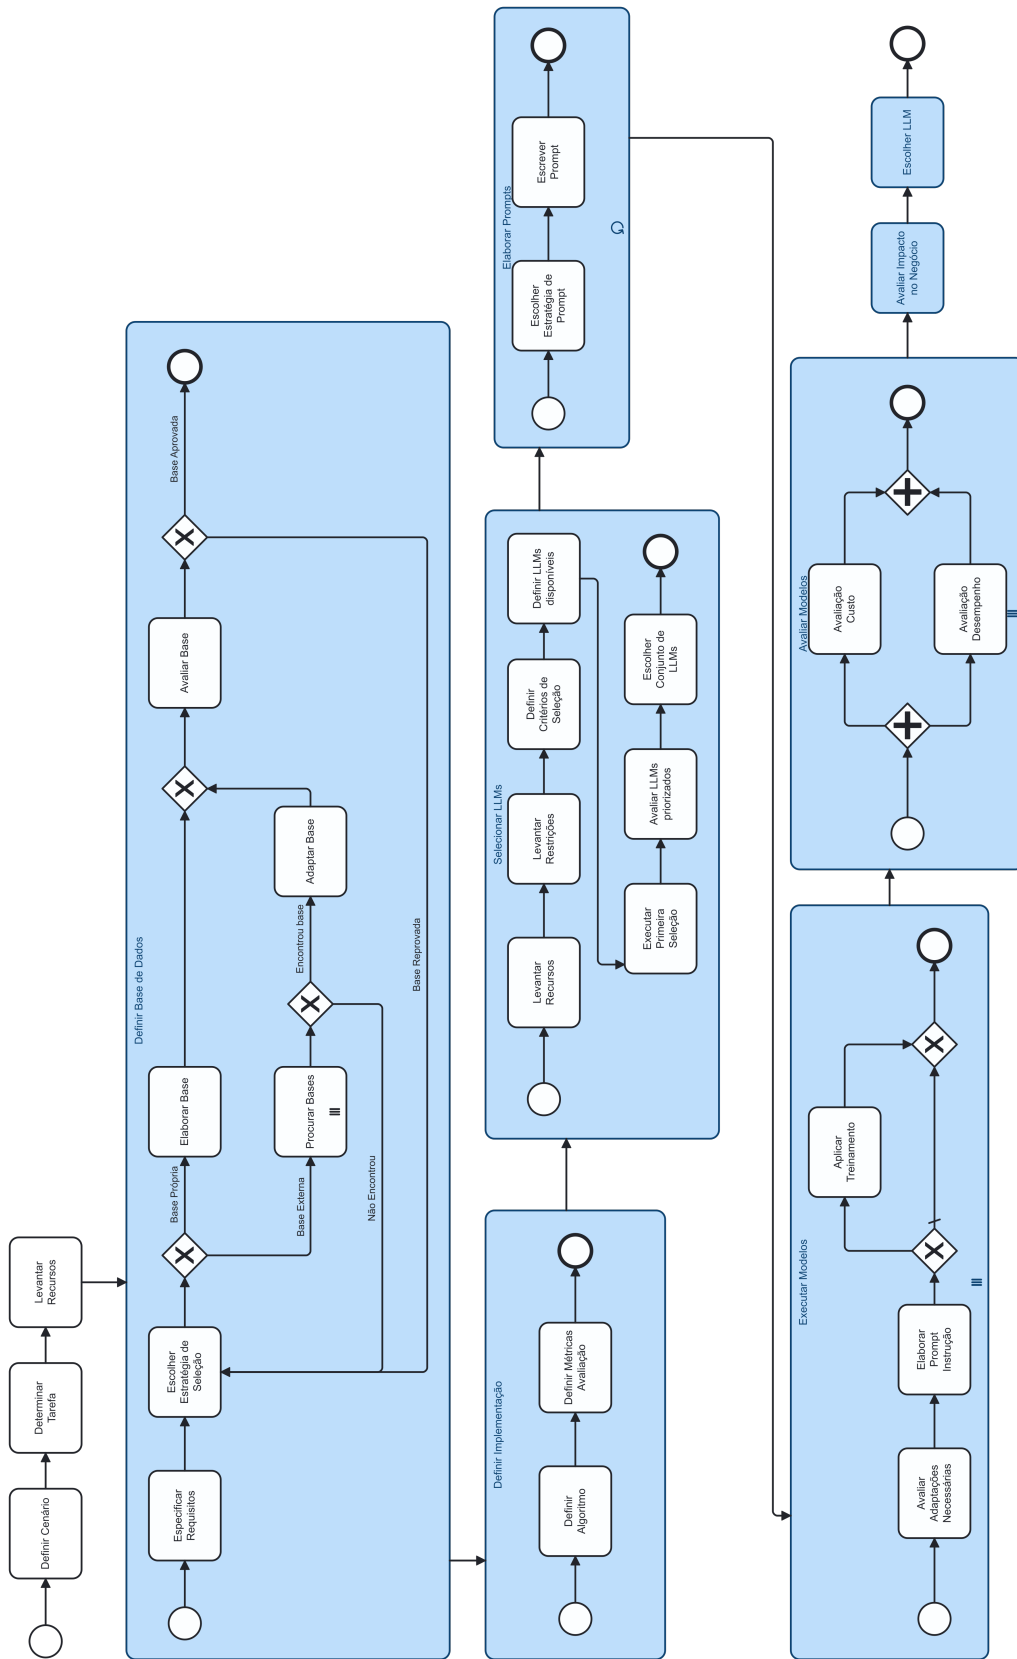 Definir Cenário
Determinar
Tarefa
Levantar
Recursos
Definir Base de Dados
Especificar
Requisitos
Escolher
Estratégia de
Seleção
Base Própria
Base Externa
Elaborar Base
Procurar Bases
Não Encontrou
Encontrou base
Adaptar Base
Avaliar Base
Base Aprovada
Base Reprovada
Definir Implementação
Definir
Algoritmo
Definir Métricas
Avaliação
Selecionar LLMs
Levantar
Recursos
Levantar
Restrições
Definir
Critérios de
Seleção
Definir LLMs
disponíveis
Executar
Primeira
Seleção
Avaliar LLMs
priorizados
Escolher
Conjunto de
LLMs
Elaborar Prompts
Escolher
Estratégia de
Prompt
Escrever
Prompt
Executar Modelos
Avaliar
Adaptações
Necessárias
Elaborar
Prompt
Instrução
Aplicar
Treinamento
Avaliar Modelos
Avaliação
Custo
Avaliação
Desempenho
Avaliar Impacto
no Negócio
Escolher LLM